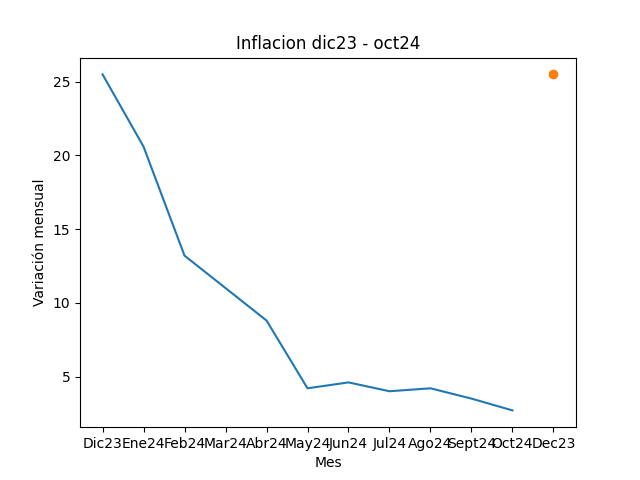 Inflacion dic23 - oct24
Variación mensual
25
20
15
10
5
Dic23 Ene24 Feb24 Mar24 Abr24 May24 Jun24 Jul24 Ago24 Sept24 Oct24 Dec23
Mes